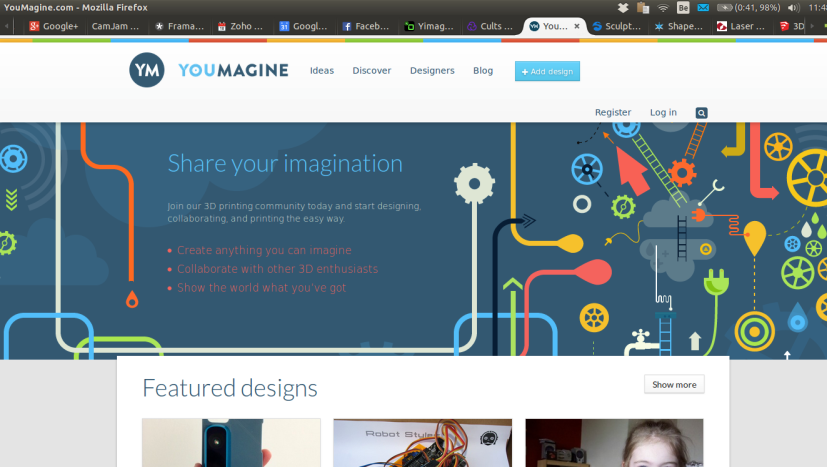 YouMagine.com - Mozilla Firefox
Be
(0:41, 98%)
11:4
Google+
CamJam ...
Frama...
Zoho ...
31
Googl...
Faceb...
Yimag...
Cults ...
YM
You...
Sculpt...
Shape...
Laser ...
3D
YM
YOUMAGINE
Ideas
Discover
Designers
Blog
+ Add design
Register
Log in
Share your imagination
Join our 3D printing community today and start designing,
collaborating, and printing the easy way.
• Create anything you can imagine
• Collaborate with other 3D enthusiasts
• Show the world what you've got
Featured designs
Show more
Robot Style